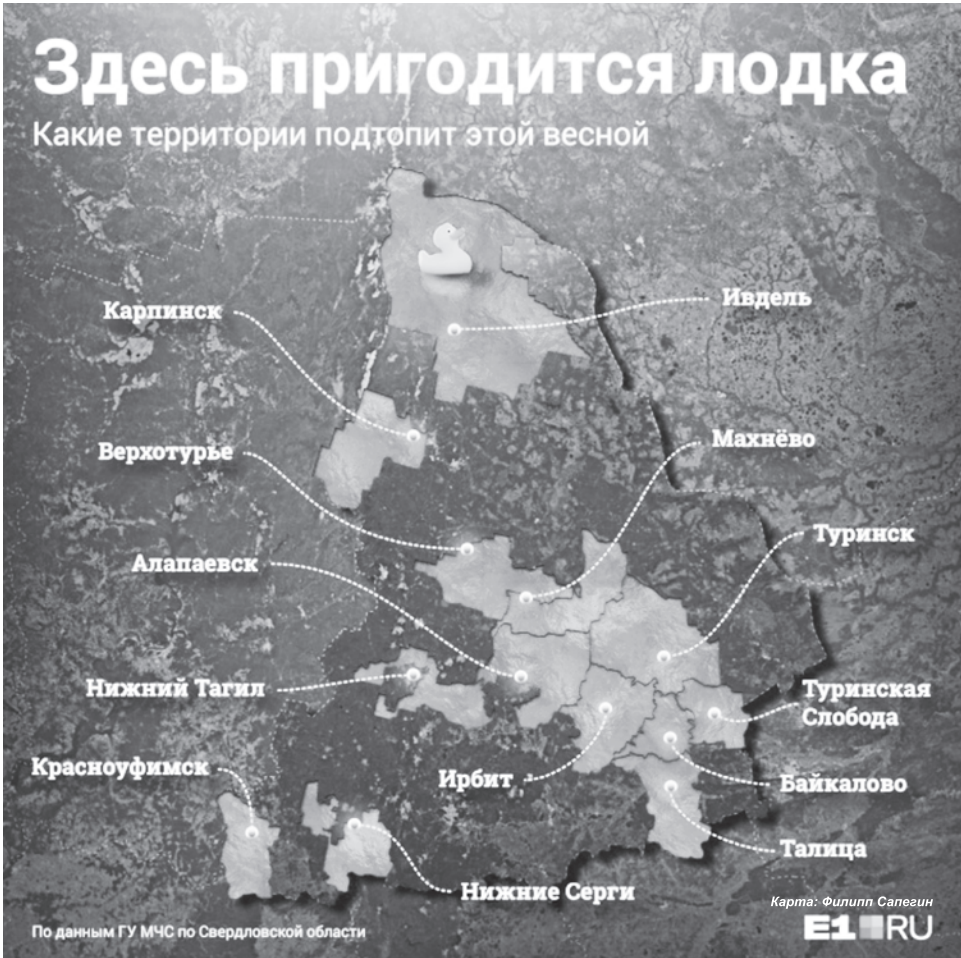 Здесь пригодится лодка
Какие территории подтопит этой весной
Ивдель
Карпинск
Махнёво
Верхотурье
Туринск
Алапаевск
Нижний Тагил
Туринская
Слобода
Красноуфимск
Ирбит
Байкалово
Талица
Нижние Серги
Карта: Филипп Сапегин
По данным ГУ МЧС по Свердловской области
E1 RU